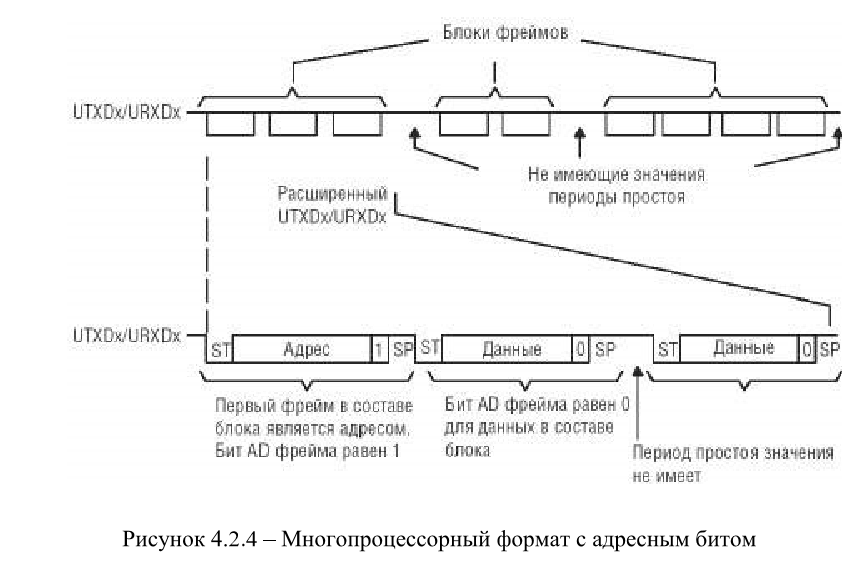 Блоки фреймов
UTXDx/URXDx
Не имеющие значения
периоды простоя
Расширенный
UTXDx/URXDx
UTXDx/URXDx
ST Адрес 1 SP ST Данные 0 SP ST Данные 0 SP
Первый фрейм в составе
блока является адресом.
Бит AD фрейма равен 1
Бит AD фрейма равен 0
для данных в составе
блока
Период простоя значения
не имеет
Рисунок 4.2.4 – Многопроцессорный формат с адресным битом